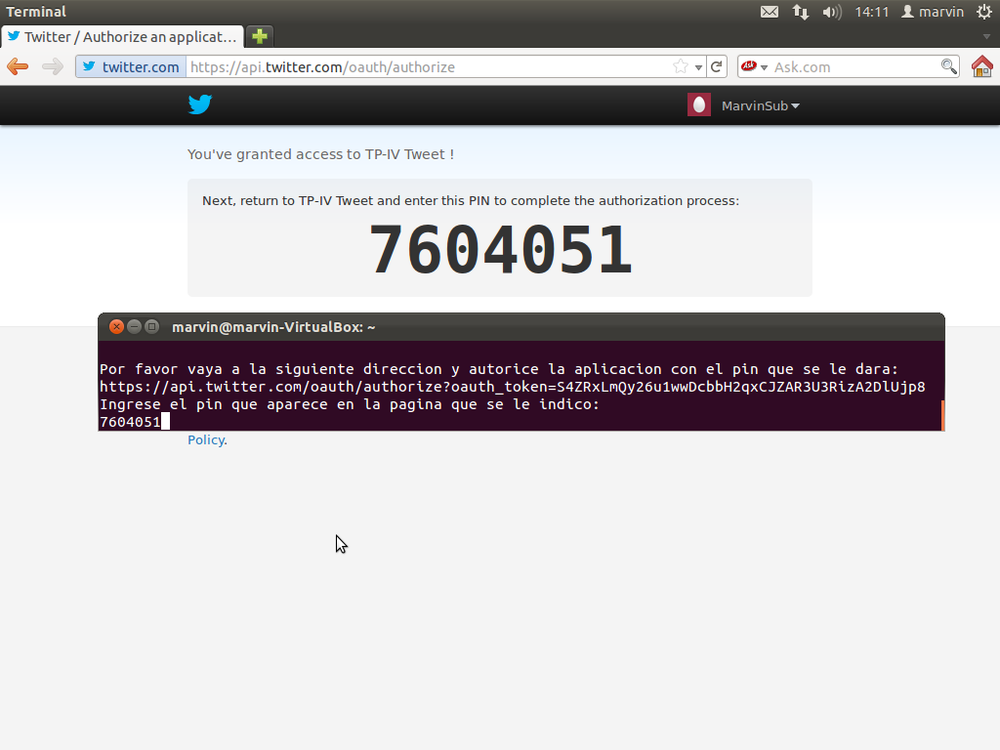 Terminal
14:11 marvin
Twitter / Authorize an applicat...
twitter.com https://api.twitter.com/oauth/authorize
Ask Ask.com
MarvinSub
You've granted access to TP-IV Tweet !
Next, return to TP-IV Tweet and enter this PIN to complete the authorization process:
7604051
marvin@marvin-VirtualBox: ~
Por favor vaya a la siguiente direccion y autorice la aplicacion con el pin que se le dara:
https://api.twitter.com/oauth/authorize?oauth_token=S4ZRxLmQy26u1wwDcbbH2qxCJZAR3U3RizA2DlUjp8
Ingrese el pin que aparece en la pagina que se le indico:
7604051
Policy.